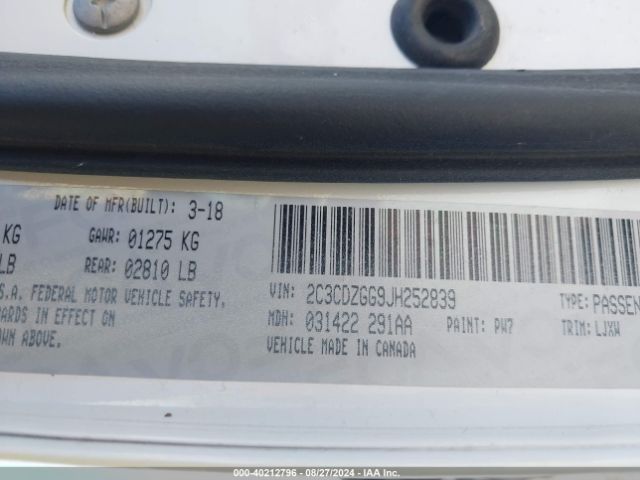 DATE OF MFR(BUILT): 3-18
KG GAWR: 01275 KG
LB REAR: 02810 LB
S.A. FEDERAL MOTOR VEHICLE SAFETY,
ARDS IN EFFECT ON
OWN ABOVE.
VIN: 2C3CDZGG9JH252839 TYPE: PASSEN
MDH: 031422 291AA PAINT: PW7 TRIM: LJXW
VEHICLE MADE IN CANADA
000-40212796 - 08/27/2024 - IAA Inc.